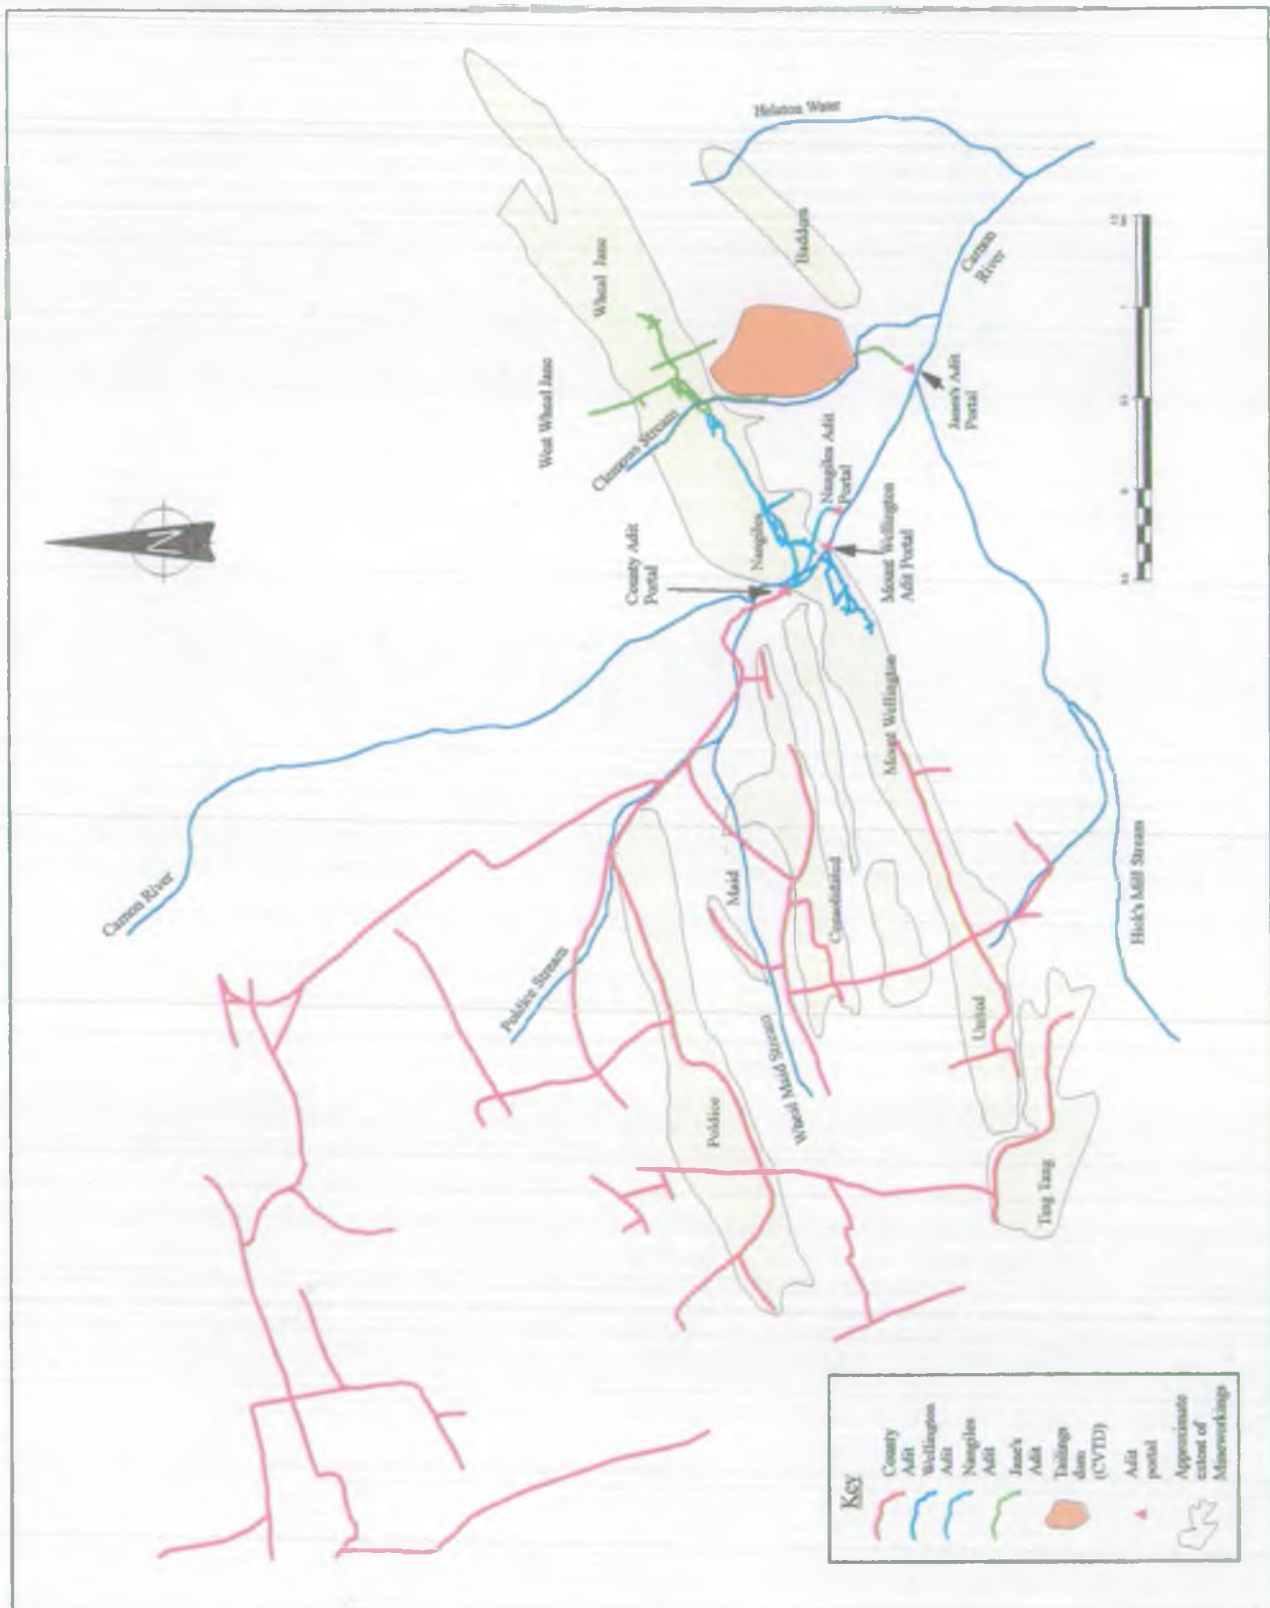 Helston Water
Baddon
Carnon
River
Wheal Jane
West Wheal Jane
Clemows Stream
Jane's Adit
Portal
Nangiles Adit
Portal
Nangiles
Mount Wellington
Adit Portal
County Adit
Portal
N
Mount Wellington
Carnon River
Poldice Stream
Maid
Consolidated
Hick's Mill Stream
United
Wheal Maid Stream
Poldice
Ting Tang
Key
County
Adit
Wellington
Adit
Nangiles
Adit
Jane's
Adit
Tailings
dam
(CVTD)
Adit
portal
Approximate
extent of
Mineworkings